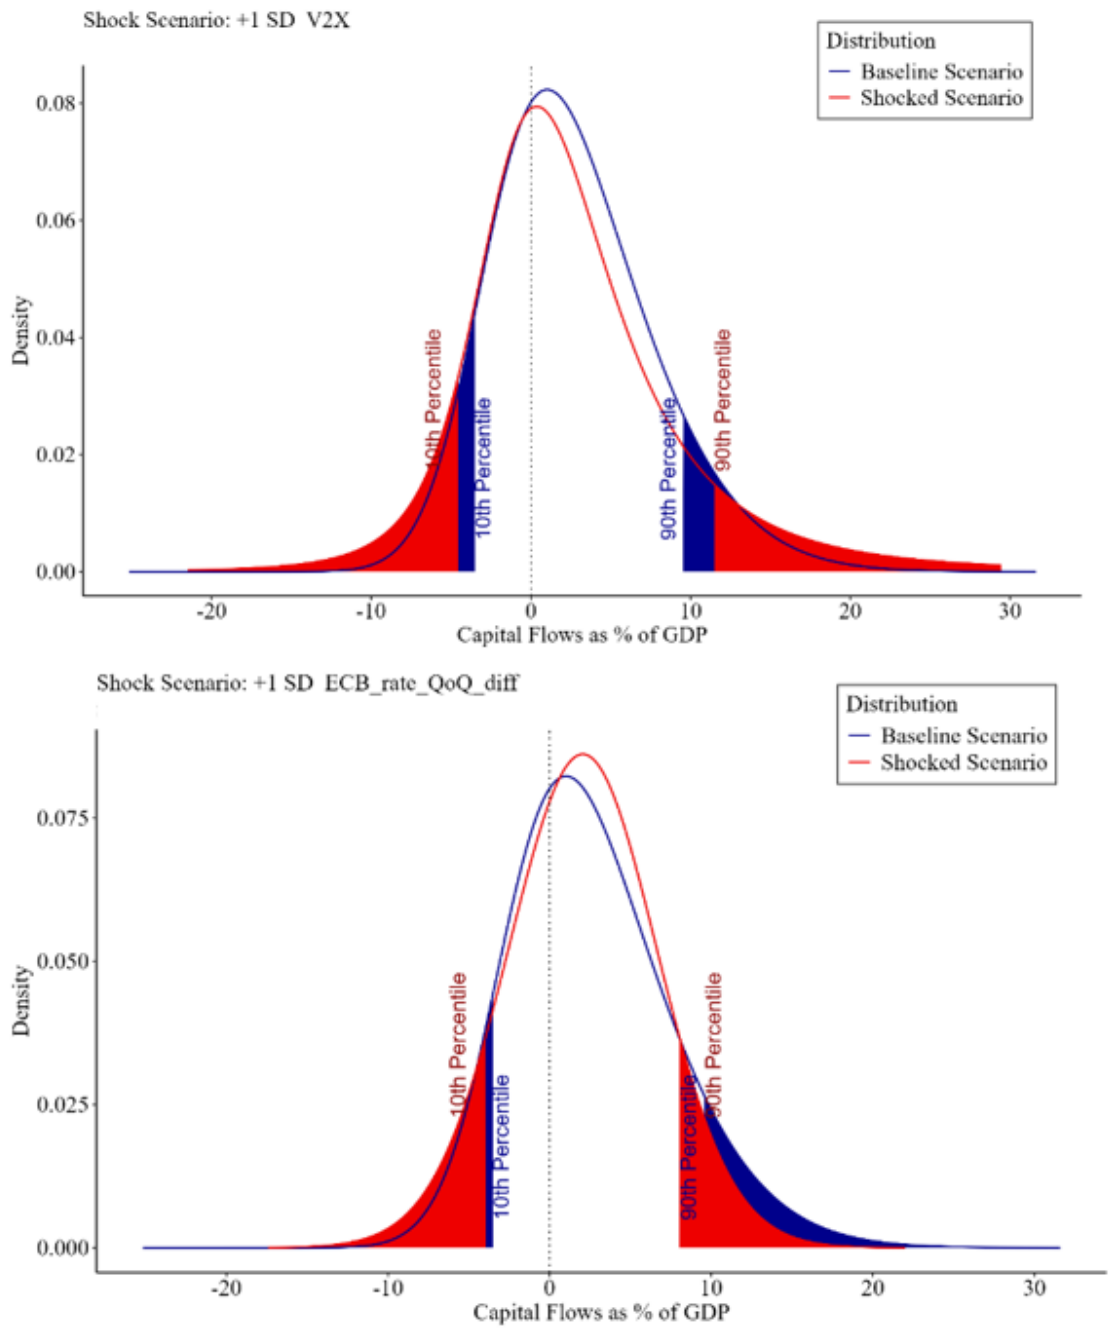 Shock Scenario: +1 SD  V2X
Distribution
Baseline Scenario
Shocked Scenario
0.08
0.06
0.04
0.02
0.00
Density
10th Percentile
10th Percentile
90th Percentile
90th Percentile
-20
-10
0
10
20
30
Capital Flows as % of GDP
Shock Scenario: +1 SD  ECB_rate_QoQ_diff
Distribution
Baseline Scenario
Shocked Scenario
0.075
0.050
0.025
0.000
Density
10th Percentile
10th Percentile
90th Percentile
90th Percentile
-20
-10
0
10
20
30
Capital Flows as % of GDP